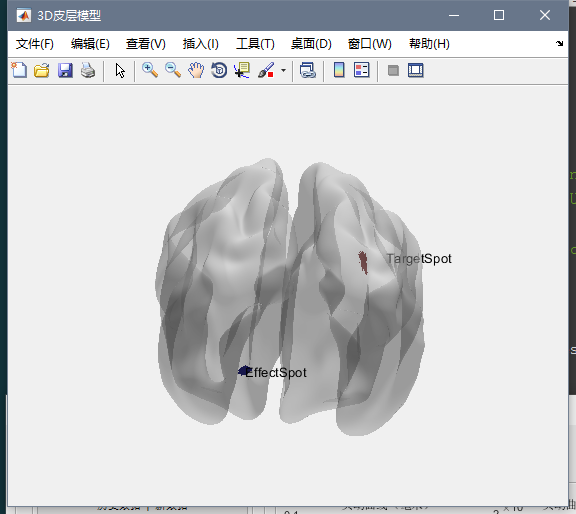 3D皮层模型
文件(F) 编辑(E) 查看(V) 插入(I) 工具(T) 桌面(D) 窗口(W) 帮助(H)
TargetSpot
EffectSpot